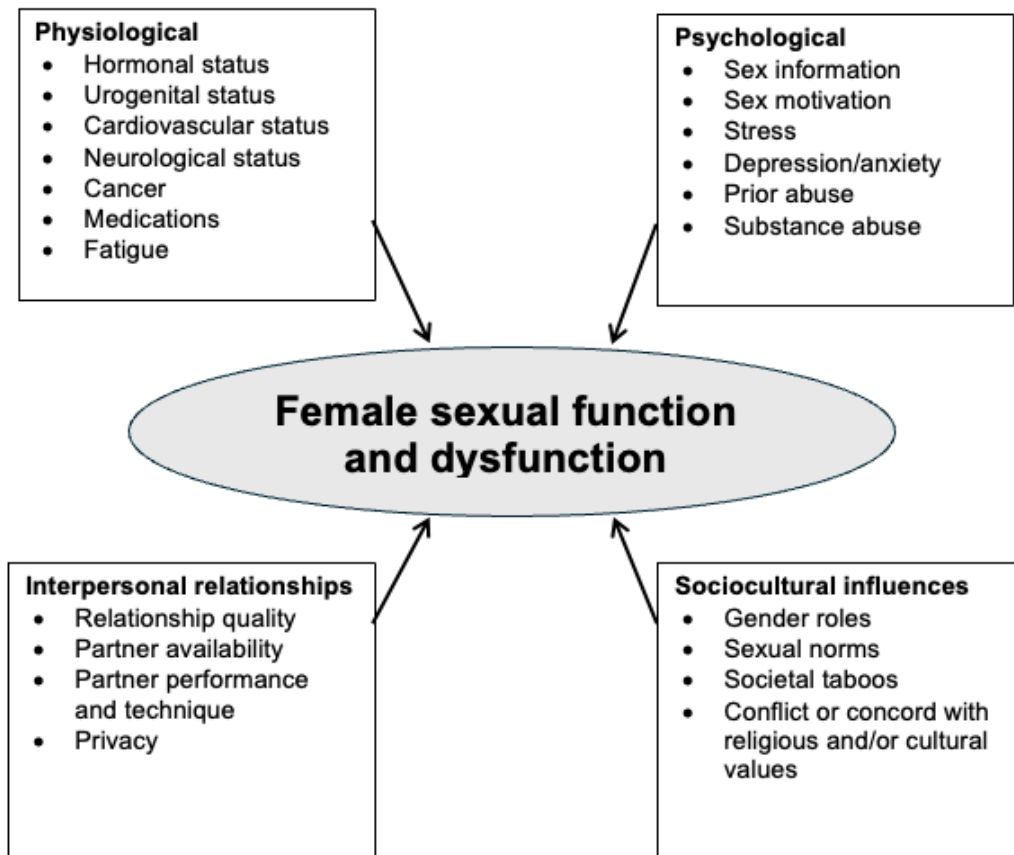 Physiological
• Hormonal status
• Urogenital status
• Cardiovascular status
• Neurological status
• Cancer
• Medications
• Fatigue
Psychological
• Sex information
• Sex motivation
• Stress
• Depression/anxiety
• Prior abuse
• Substance abuse
Female sexual function
and dysfunction
Interpersonal relationships
• Relationship quality
• Partner availability
• Partner performance
and technique
• Privacy
Sociocultural influences
• Gender roles
• Sexual norms
• Societal taboos
• Conflict or concord with
religious and/or cultural
values